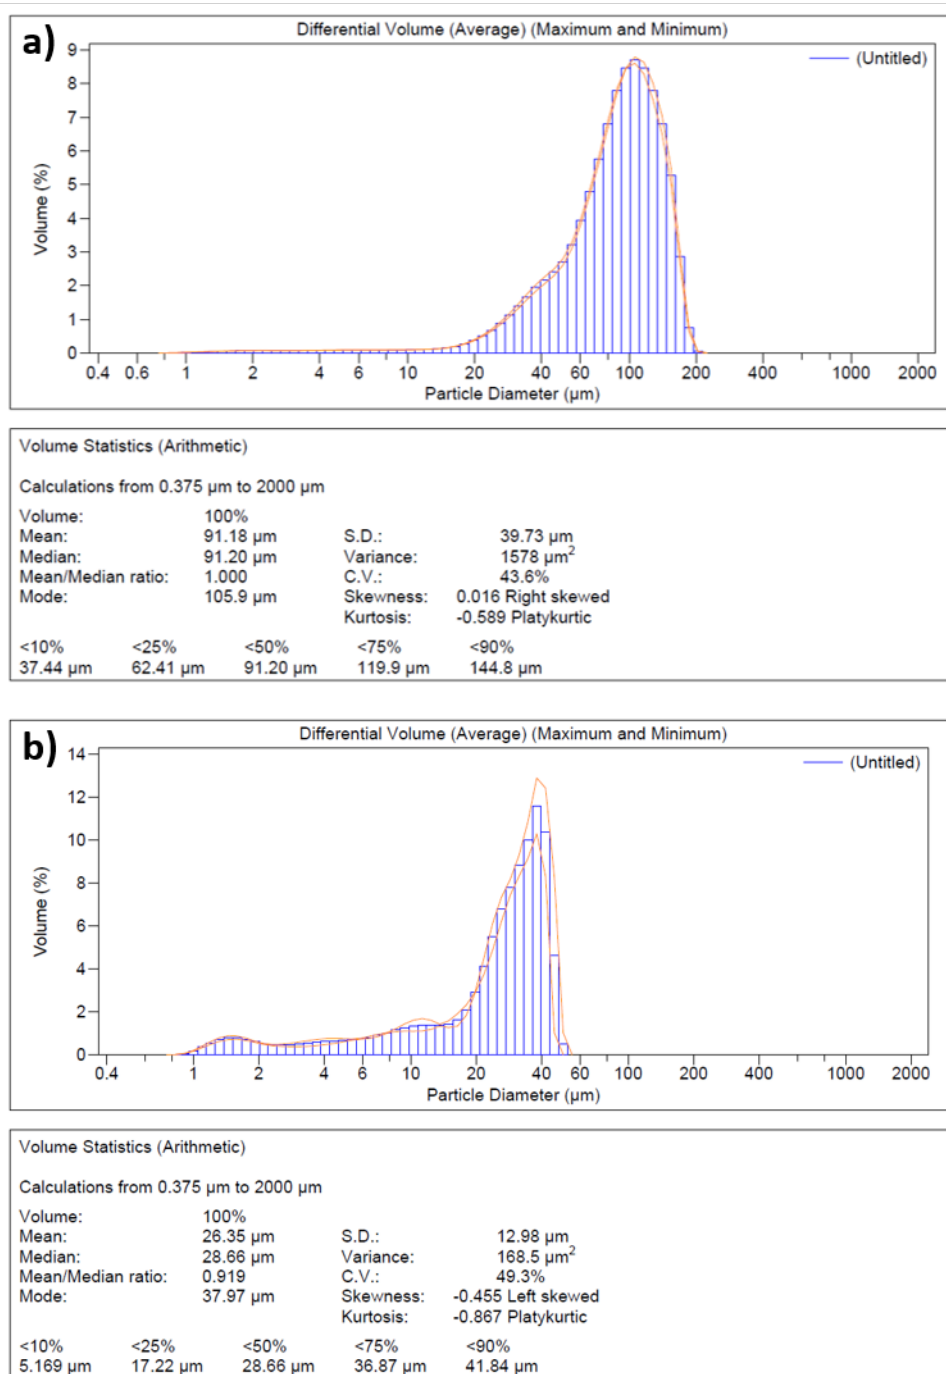 a)
Differential Volume (Average) (Maximum and Minimum)
(Untitled)
Volume (%)
9
8
7
6
5
4
3
2
1
0
0.4 0.6 1 2 4 6 10 20 40 60 100 200 400 1000 2000
Particle Diameter (µm)
Volume Statistics (Arithmetic)
Calculations from 0.375 µm to 2000 µm
Volume: 100%
Mean: 91.18 µm S.D.: 39.73 µm
Median: 91.20 µm Variance: 1578 µm²
Mean/Median ratio: 1.000 C.V.: 43.6%
Mode: 105.9 µm Skewness: 0.016 Right skewed
Kurtosis: -0.589 Platykurtic
<10% <25% <50% <75% <90%
37.44 µm 62.41 µm 91.20 µm 119.9 µm 144.8 µm
b)
Differential Volume (Average) (Maximum and Minimum)
(Untitled)
Volume (%)
14
12
10
8
6
4
2
0
0.4 1 2 4 6 10 20 40 60 100 200 400 1000 2000
Particle Diameter (µm)
Volume Statistics (Arithmetic)
Calculations from 0.375 µm to 2000 µm
Volume: 100%
Mean: 26.35 µm S.D.: 12.98 µm
Median: 28.66 µm Variance: 168.5 µm²
Mean/Median ratio: 0.919 C.V.: 49.3%
Mode: 37.97 µm Skewness: -0.455 Left skewed
Kurtosis: -0.867 Platykurtic
<10% <25% <50% <75% <90%
5.169 µm 17.22 µm 28.66 µm 36.87 µm 41.84 µm